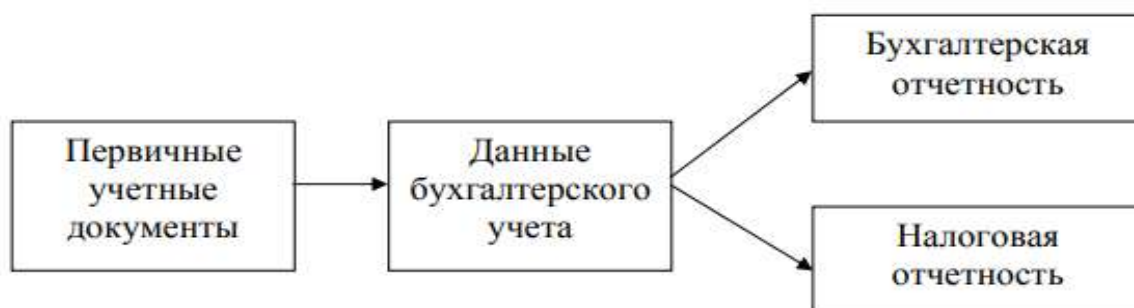 Первичные
учетные
документы
Данные
бухгалтерского
учета
Бухгалтерская
отчетность
Налоговая
отчетность